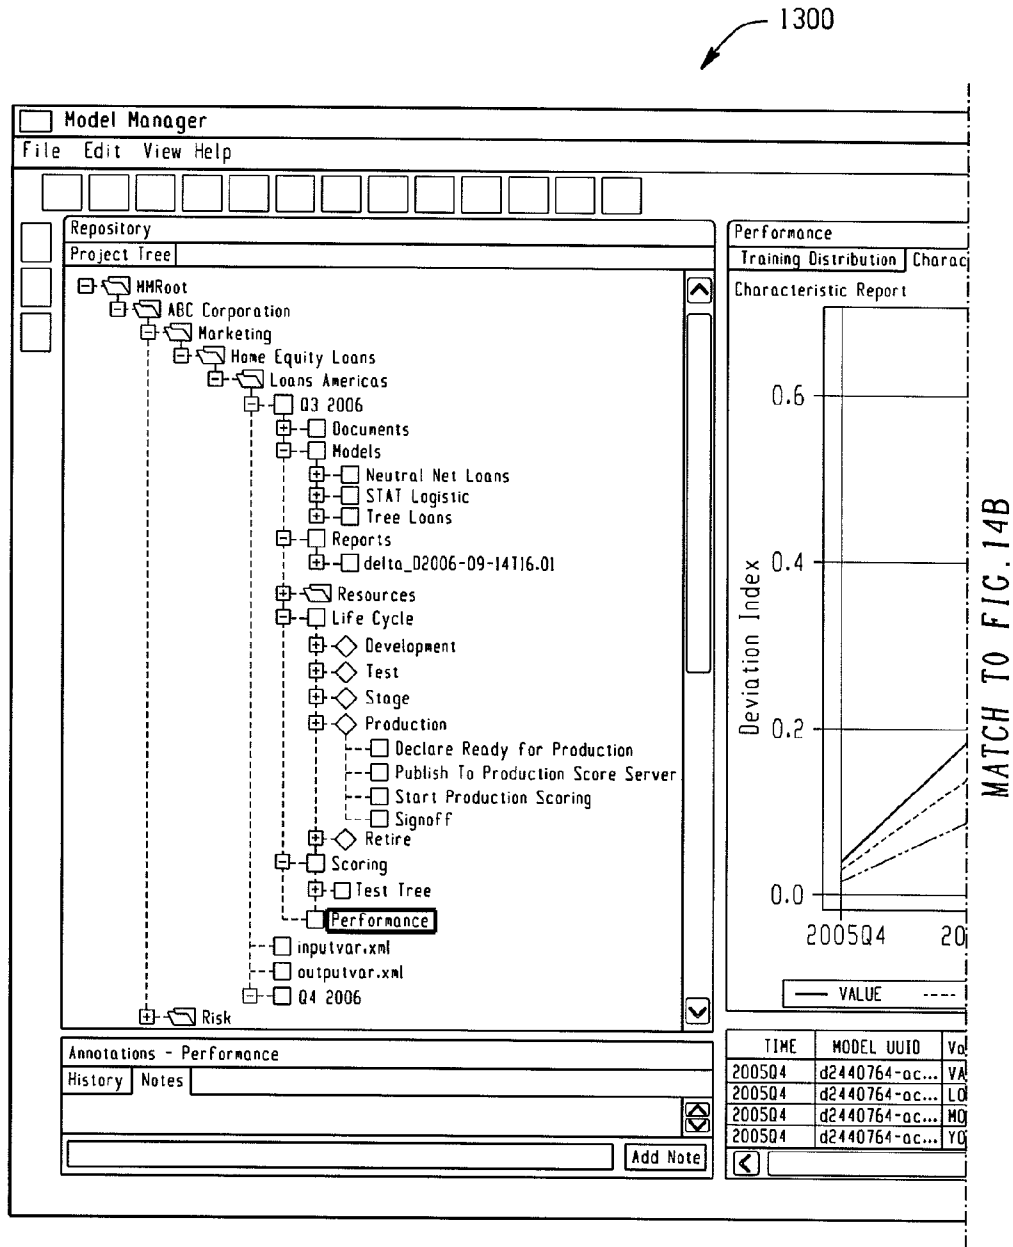 1300
Model Manager
File Edit View Help
Repository
Project Tree
MMRoot
ABC Corporation
Marketing
Home Equity Loans
Loans Americas
Q3 2006
Documents
Models
Neutral Net Loans
STAT Logistic
Tree Loans
Reports
delta_D2006-09-14T16.01
Resources
Life Cycle
Development
Test
Stage
Production
Declare Ready for Production
Publish To Production Score Server
Start Production Scoring
Signoff
Retire
Scoring
Test Tree
Performance
inputvar.xml
outputvar.xml
Q4 2006
Risk
Annotations - Performance
History Notes
Add Note
Performance
Training Distribution Charac
Characteristic Report
Deviation Index
0.6
0.4
0.2
0.0
2005Q4 20
VALUE
TIME MODEL UUID Va
2005Q4 d2440764-ac... VA
2005Q4 d2440764-ac... LO
2005Q4 d2440764-ac... MO
2005Q4 d2440764-ac... YO
MATCH TO FIG. 14B